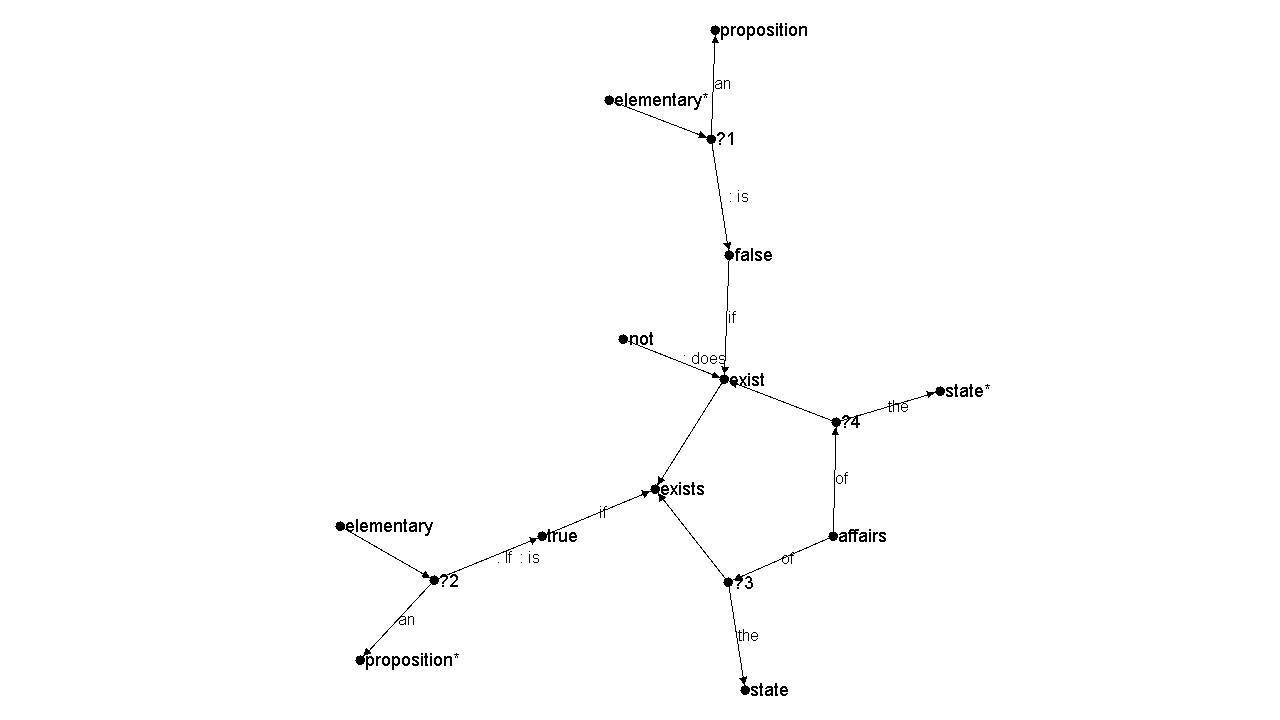 proposition
an
elementary*
?1
: is
false
if
not
: does
exist
state*
the
?4
of
exists
if
elementary
true
affairs
: If : is
of
?2
?3
an
the
proposition*
state